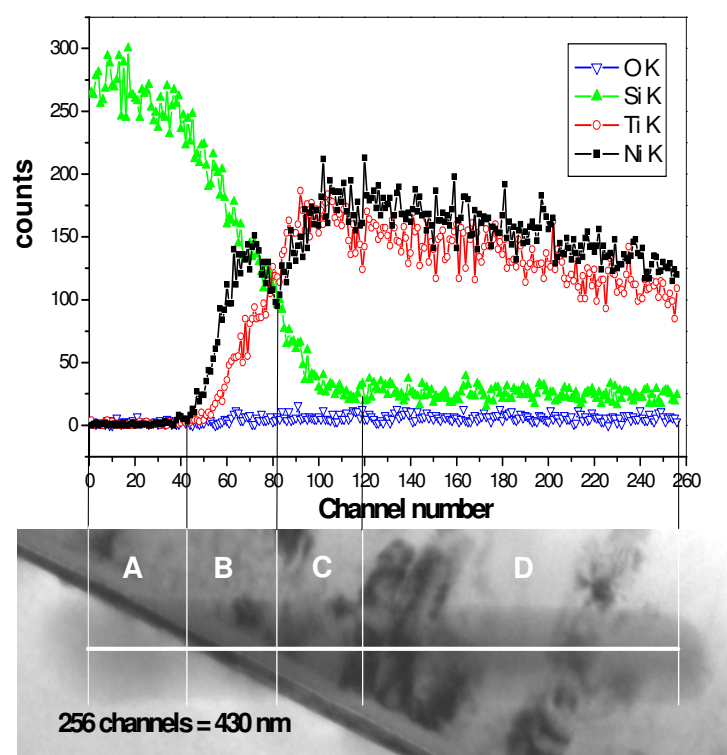 300
250
200
150
100
50
0
counts
O K
Si K
Ti K
Ni K
0 20 40 60 80 100 120 140 160 180 200 220 240 260
Channel number
A B C D
256 channels = 430 nm